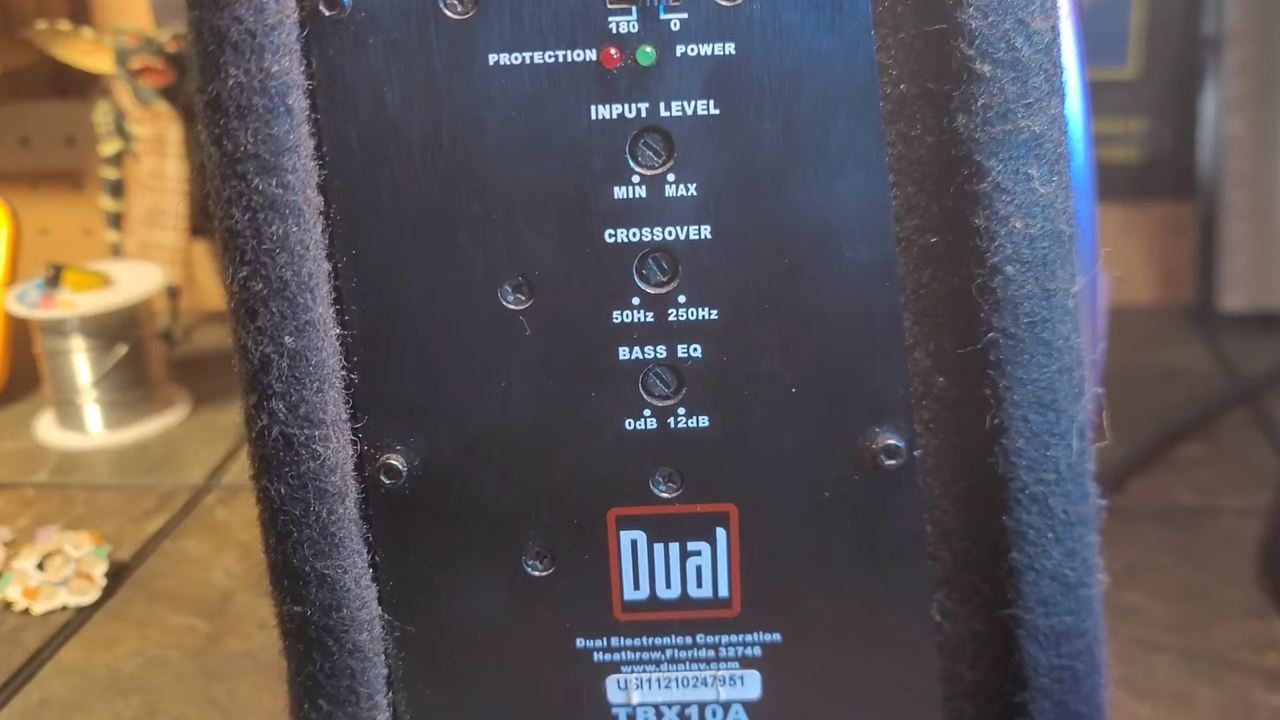 180 0
PROTECTION POWER
INPUT LEVEL
MIN MAX
CROSSOVER
50Hz 250Hz
BASS EQ
0dB 12dB
Dual
Dual Electronics Corporation
Heathrow,Florida 32746
www.dualav.com
USI11210247951
TBX10A